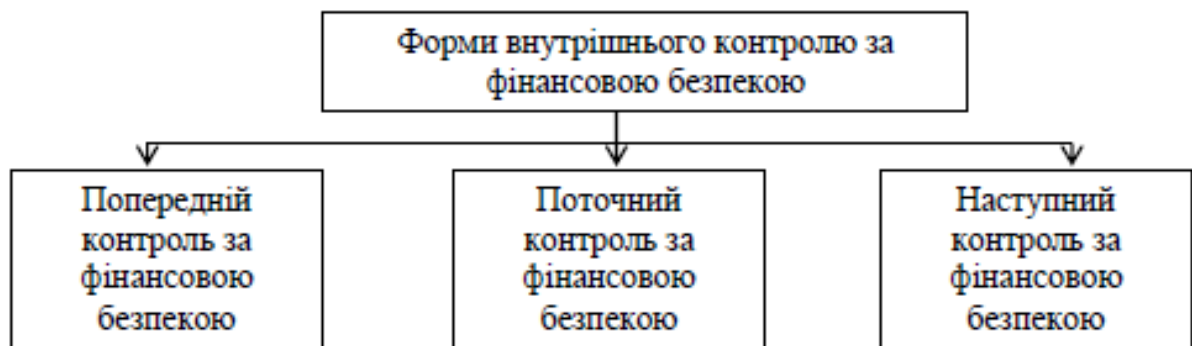 Форми внутрішнього контролю за
фінансовою безпекою
Попередній
контроль за
фінансовою
безпекою
Поточний
контроль за
фінансовою
безпекою
Наступний
контроль за
фінансовою
безпекою